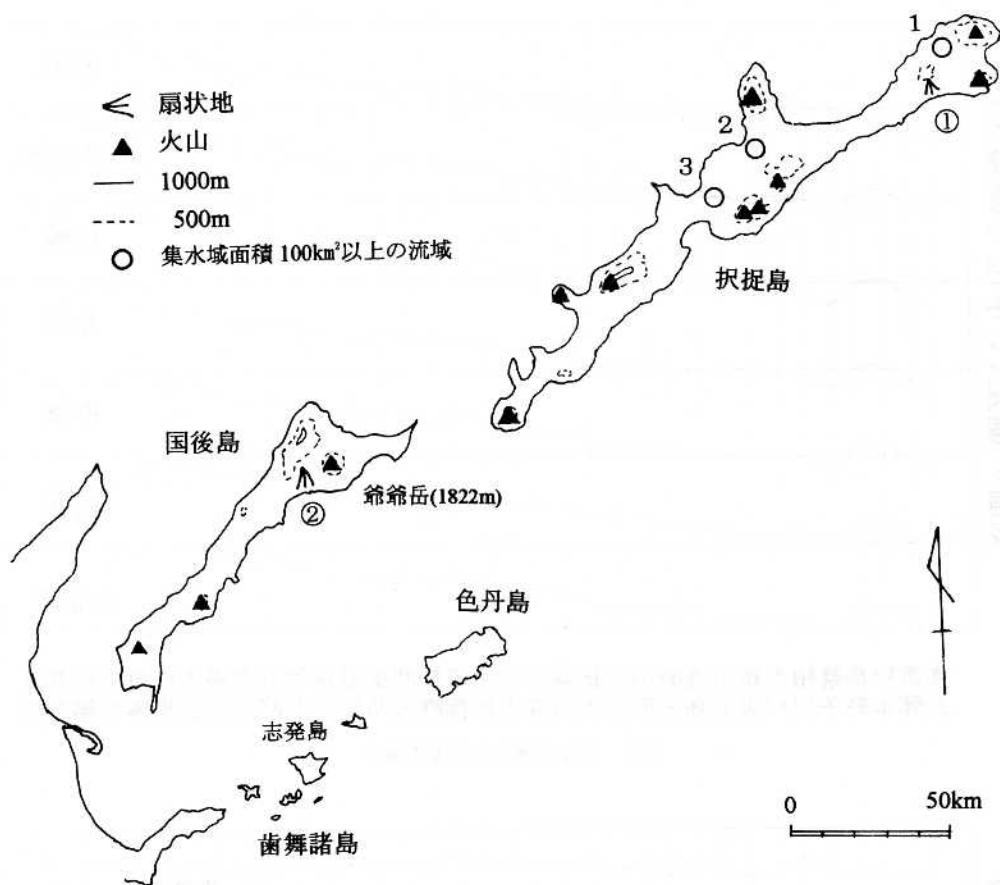 扇状地
火山
1000m
500m
集水域面積 100km²以上の流域
1
①
2
3
択捉島
国後島
爺爺岳(1822m)
②
色丹島
志発島
歯舞諸島
0 50km